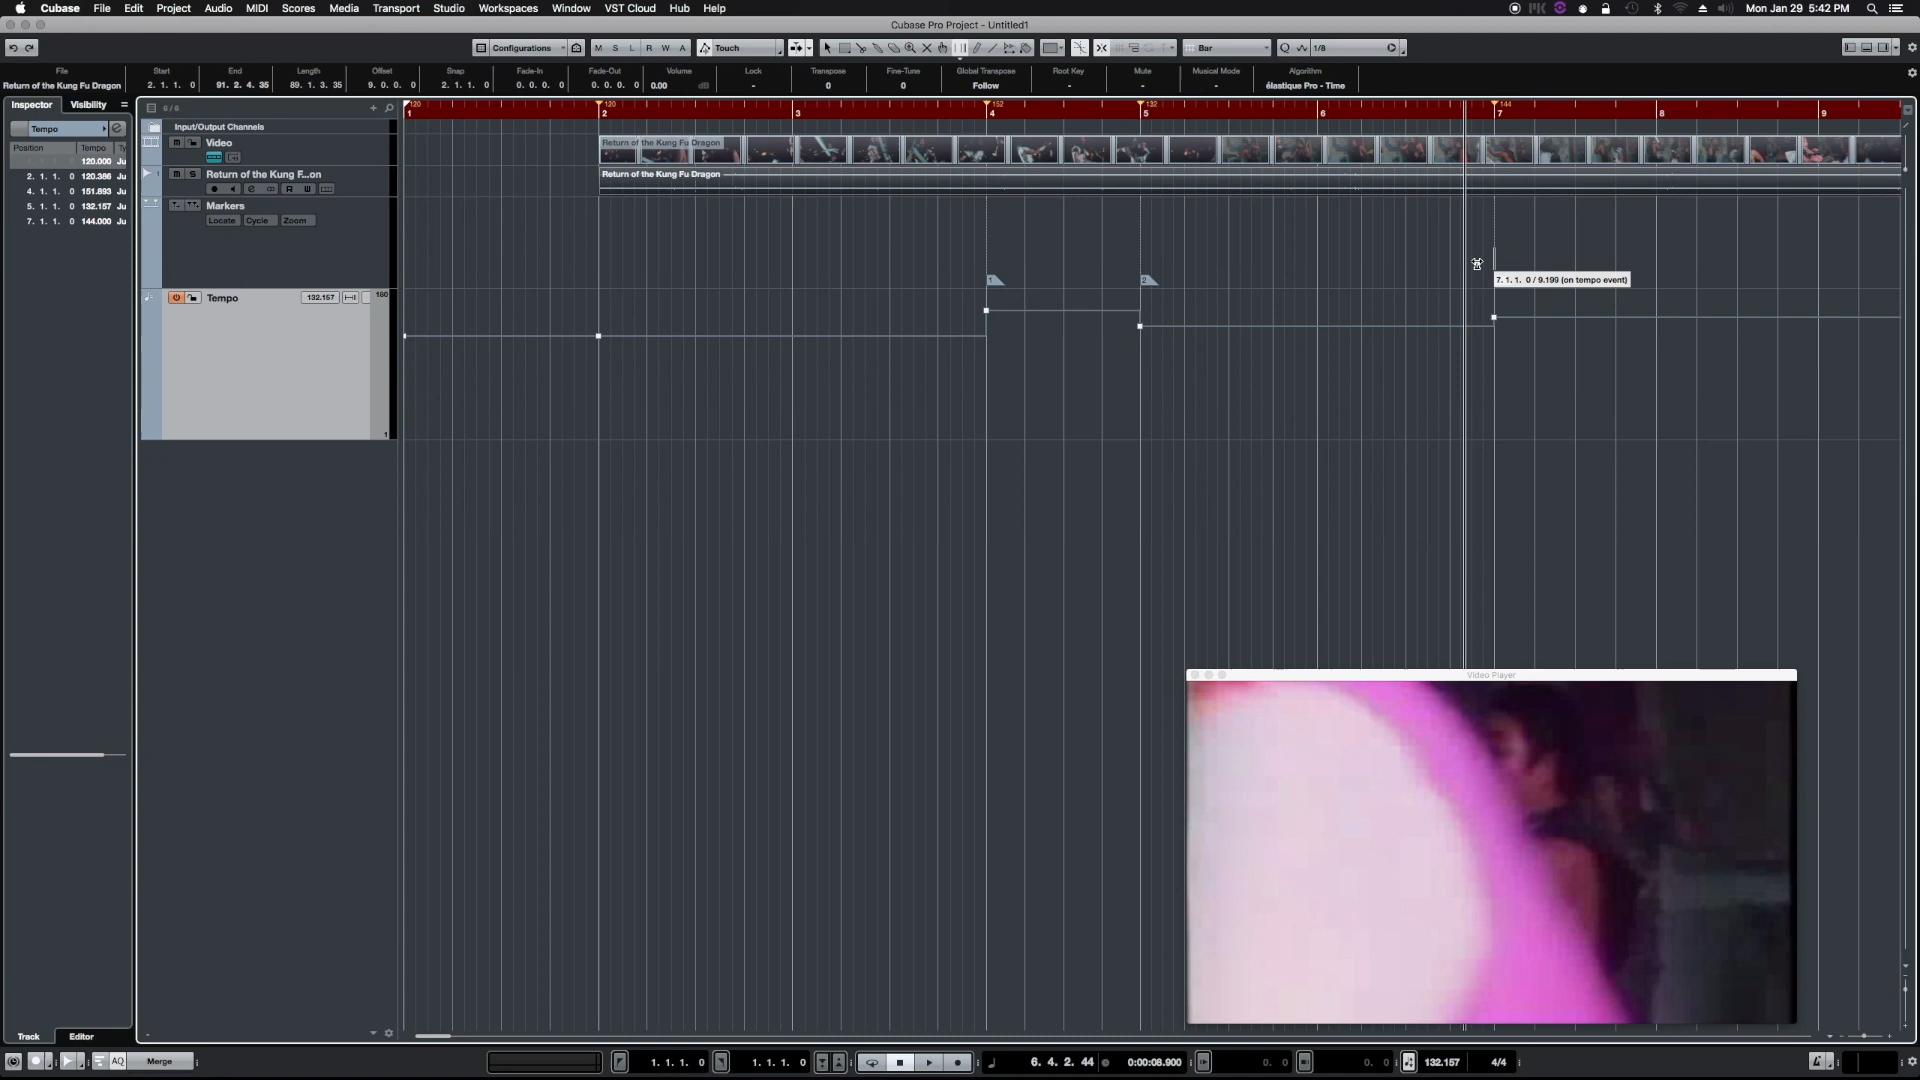 Cubase File Edit Project Audio MIDI Scores Media Transport Studio Workspaces Window VST Cloud Hub Help Mon Jan 29 5:42 PM
Cubase Pro Project - Untitled1
Configurations M S L R W A Touch Bar Q 1/8
File Start End Length Offset Snap Fade-In Fade-Out Volume Lock Transpose Fine-Tune Global Transpose Root Key Mute Musical Mode Algorithm
Return of the Kung Fu Dragon 2. 1. 1. 0 91. 2. 4. 35 89. 1. 3. 35 9. 0. 0. 0 2. 1. 1. 0 0. 0. 0. 0 0. 0. 0. 0 0.00 dB - 0 0 Follow - - - élastique Pro - Time
Inspector Visibility 6/6 120 120 152 132 144
1 2 3 4 5 6 7 8 9
Input/Output Channels
Tempo
Position Tempo Ty
120.000 Ju
2. 1. 1. 0 120.386 Ju
4. 1. 1. 0 151.893 Ju
5. 1. 1. 0 132.157 Ju
7. 1. 1. 0 144.000 Ju
Video
Return of the Kung Fu Dragon
1 M S Return of the Kung F...on
R W
Return of the Kung Fu Dragon
Markers
Locate Cycle Zoom
1 2
7. 1. 1. 0 / 9.199 (on tempo event)
Tempo 132.157 180
1
Video Player
Track Editor
AQ Merge 1. 1. 1. 0 1. 1. 1. 0 6. 4. 2. 44 0:00:08.900 0. 0 0. 0 132.157 4/4